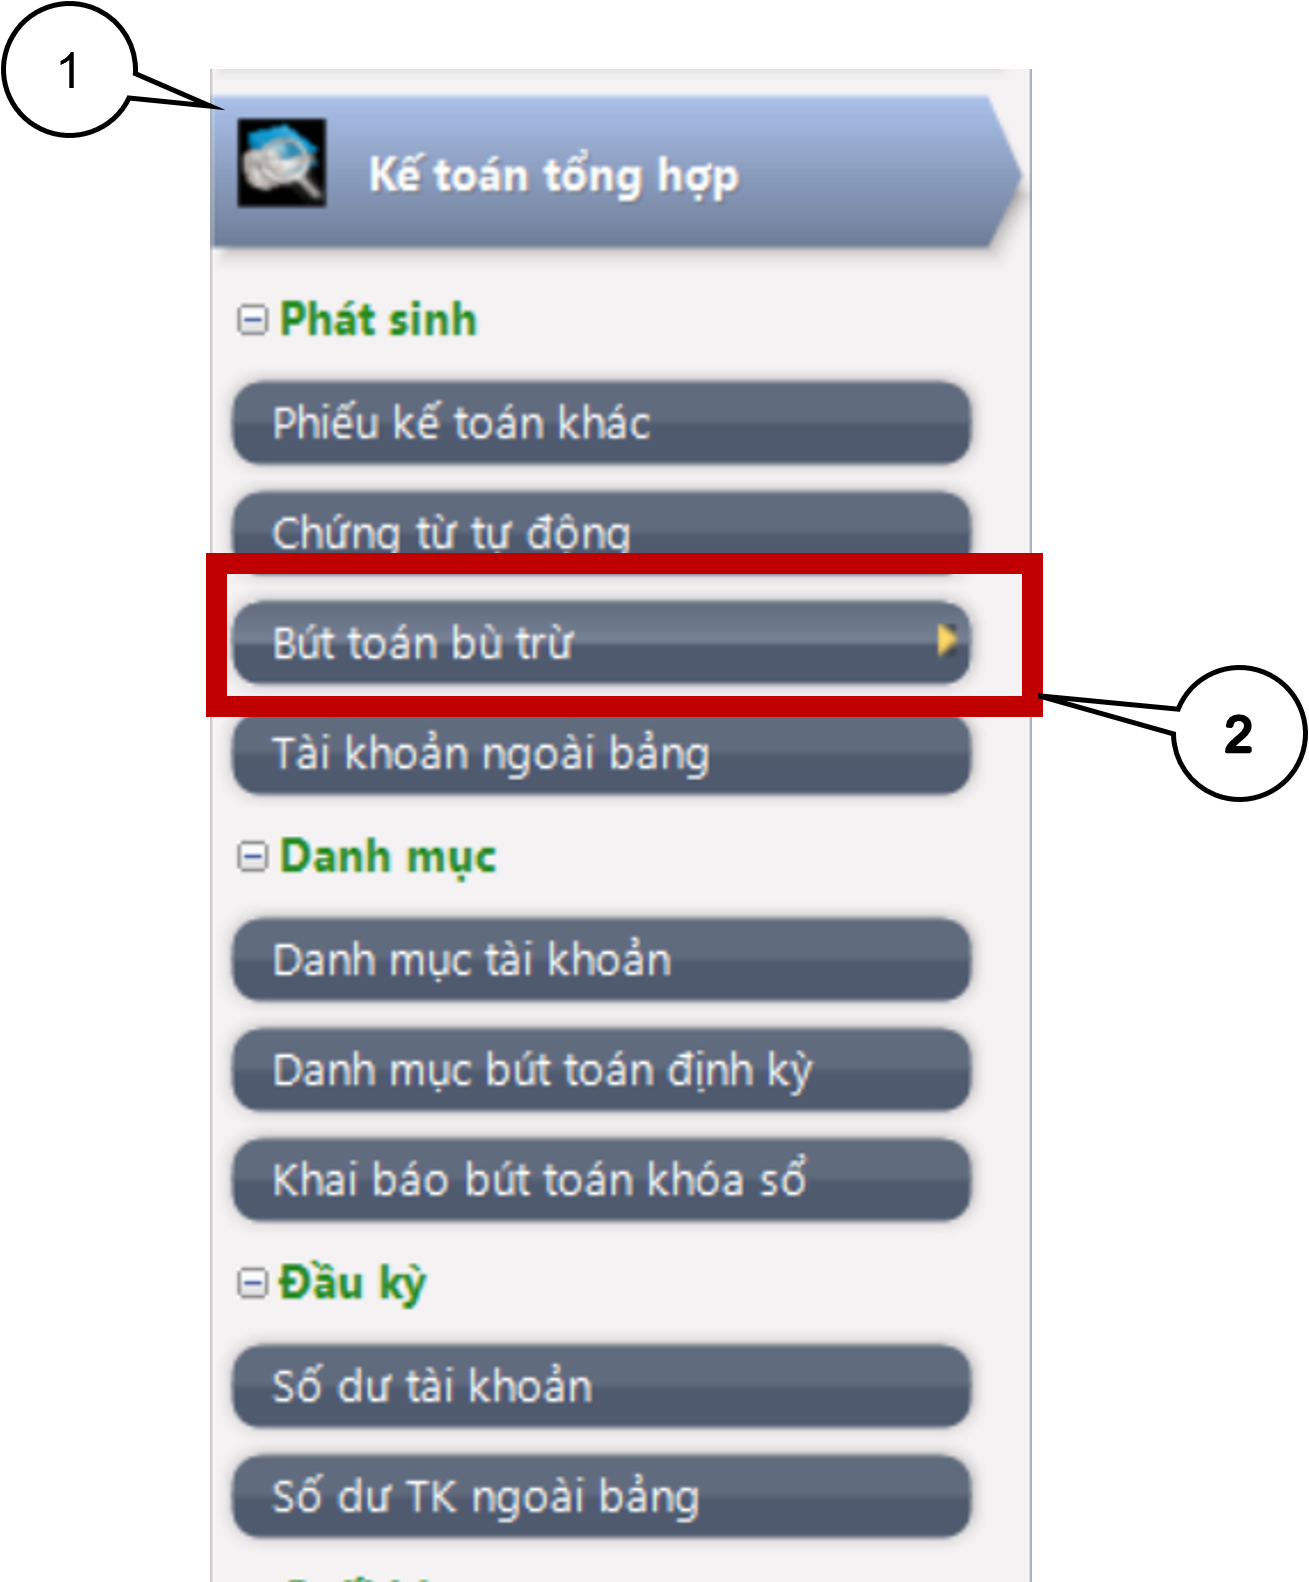 1
Kế toán tổng hợp
Phát sinh
Phiếu kế toán khác
Chứng từ tự động
Bút toán bù trừ
2
Tài khoản ngoài bảng
Danh mục
Danh mục tài khoản
Danh mục bút toán định kỳ
Khai báo bút toán khóa sổ
Đầu kỳ
Số dư tài khoản
Số dư TK ngoài bảng